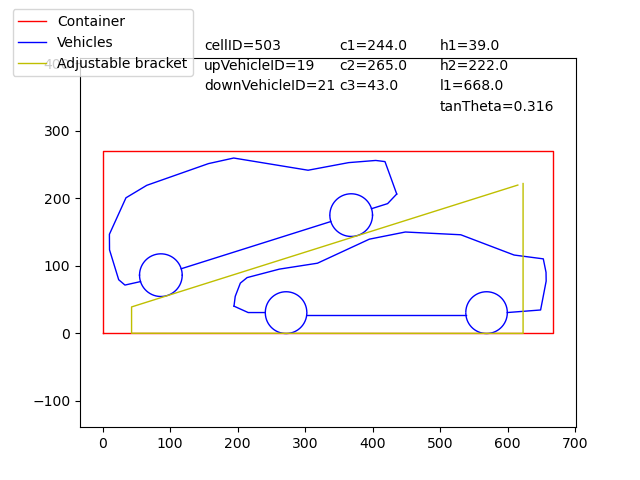 Container
Vehicles
Adjustable bracket
cellID=503 c1=244.0 h1=39.0
upVehicleID=19 c2=265.0 h2=222.0
downVehicleID=21 c3=43.0 l1=668.0
tanTheta=0.316
400
300
200
100
0
−100
0 100 200 300 400 500 600 700